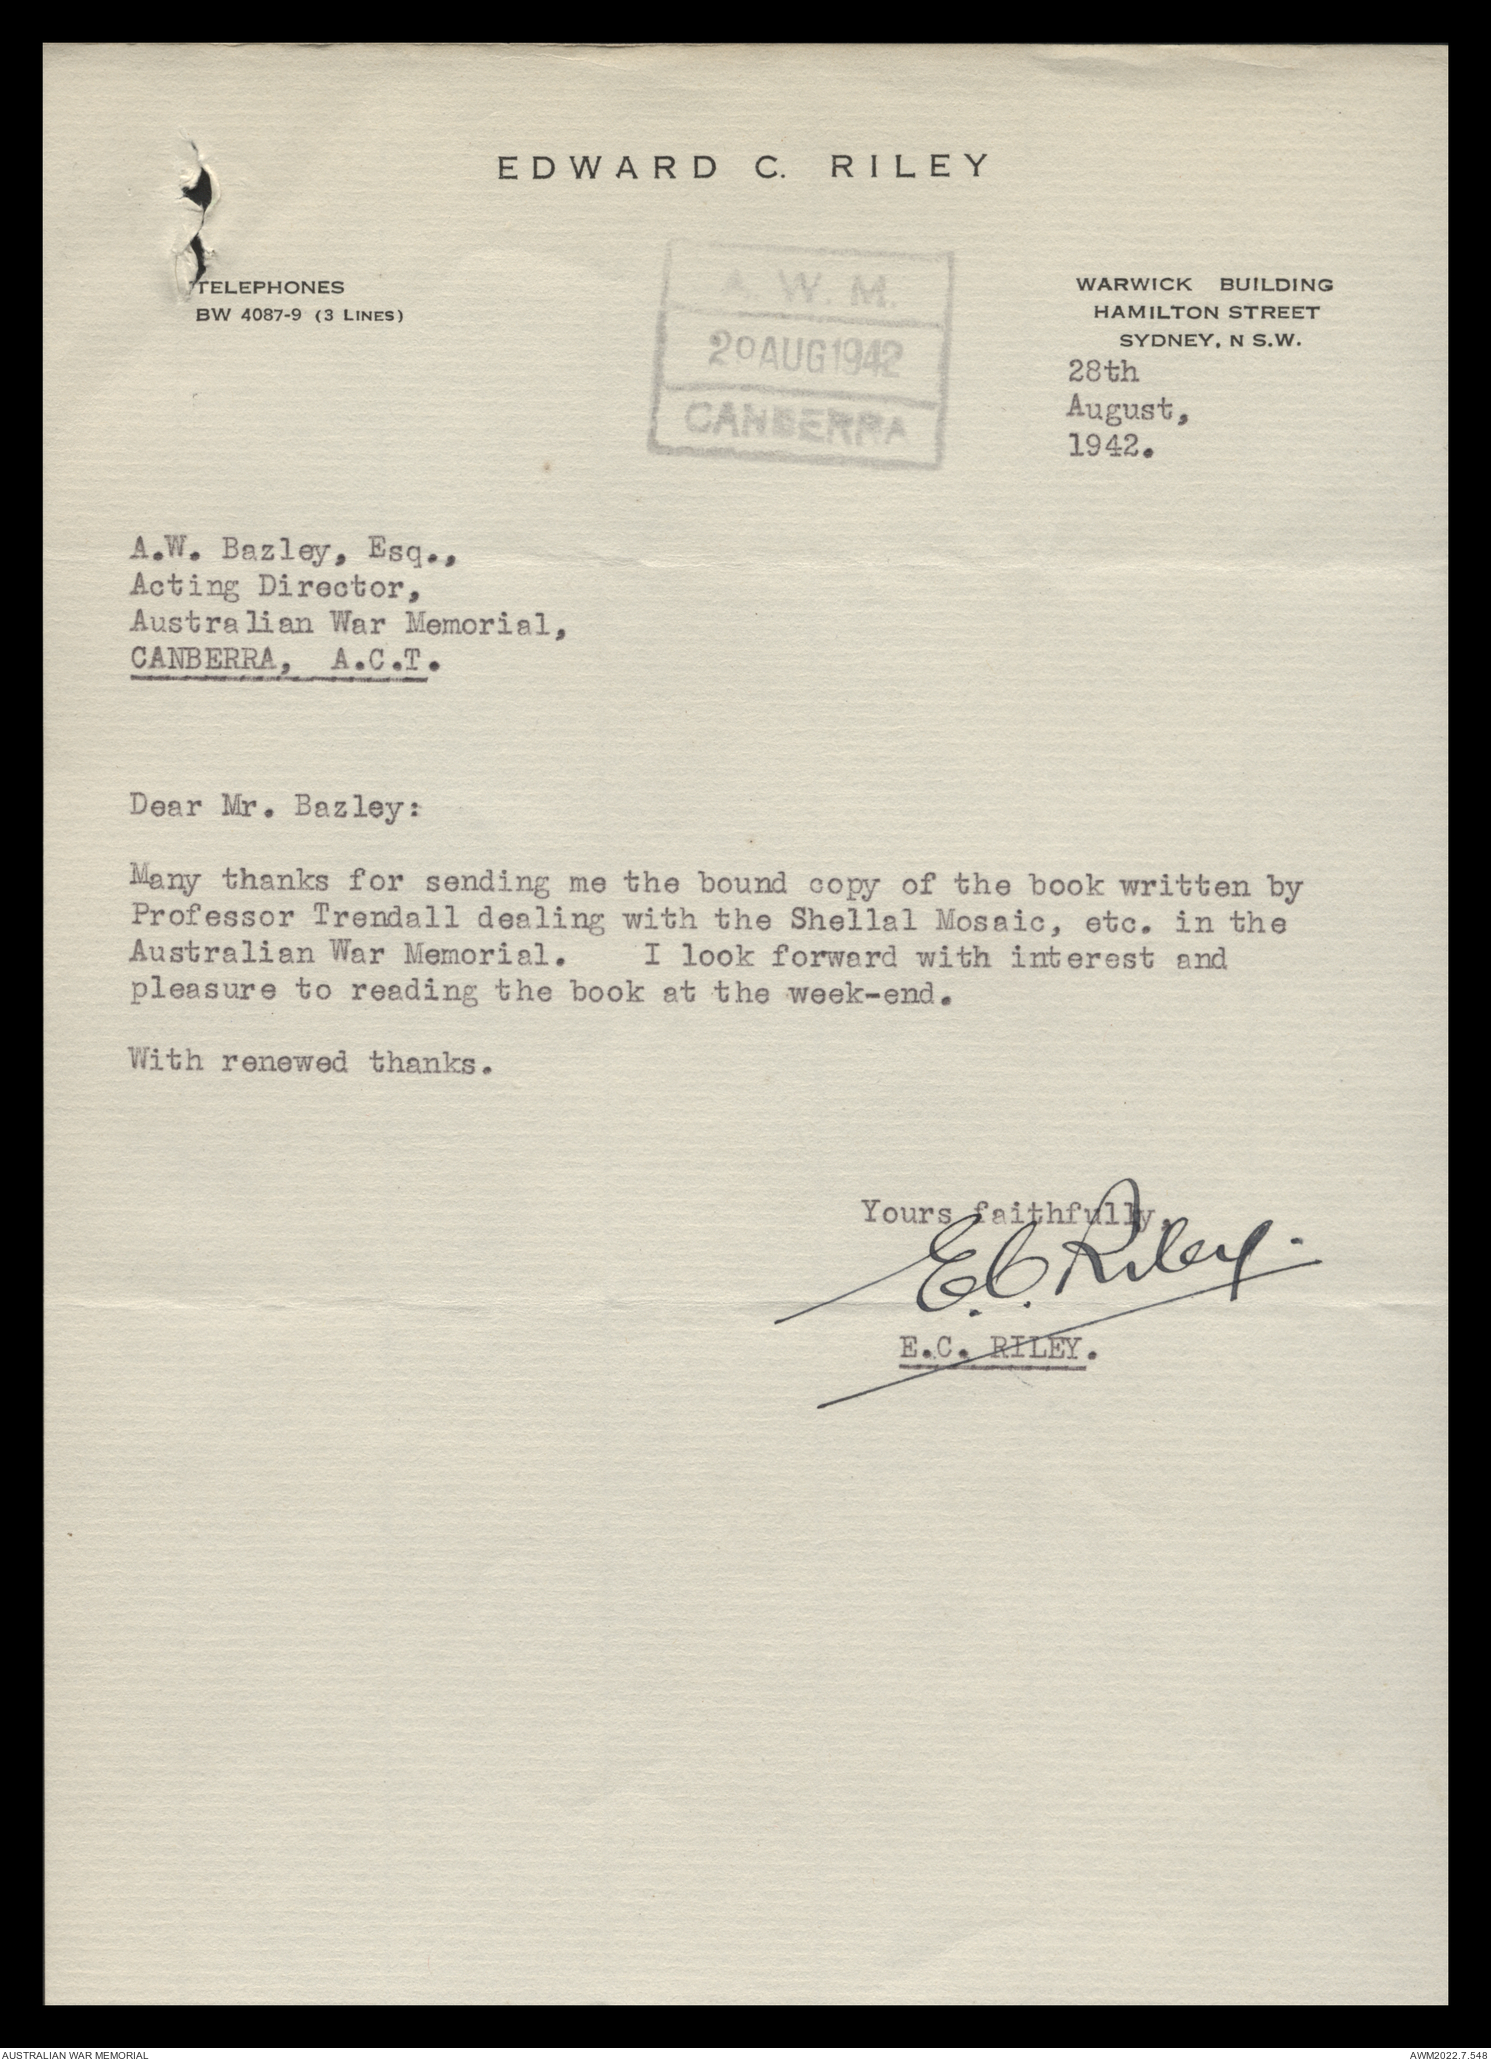 EDWARD C. RILEY
TELEPHONES
BW 4087-9 (3 LINES)
A. W. M.
20 AUG 1942
CANBERRA
WARWICK BUILDING
HAMILTON STREET
SYDNEY, N S.W.
28th
August,
1942.
A.W. Bazley, Esq.,
Acting Director,
Australian War Memorial,
CANBERRA, A.C.T.
Dear Mr. Bazley:
Many thanks for sending me the bound copy of the book written by
Professor Trendall dealing with the Shellal Mosaic, etc. in the
Australian War Memorial. I look forward with interest and
pleasure to reading the book at the week-end.
With renewed thanks.
Yours faithfully,
E.C. Riley.
E.C. RILEY.
AUSTRALIAN WAR MEMORIAL
AWM2022.7.548